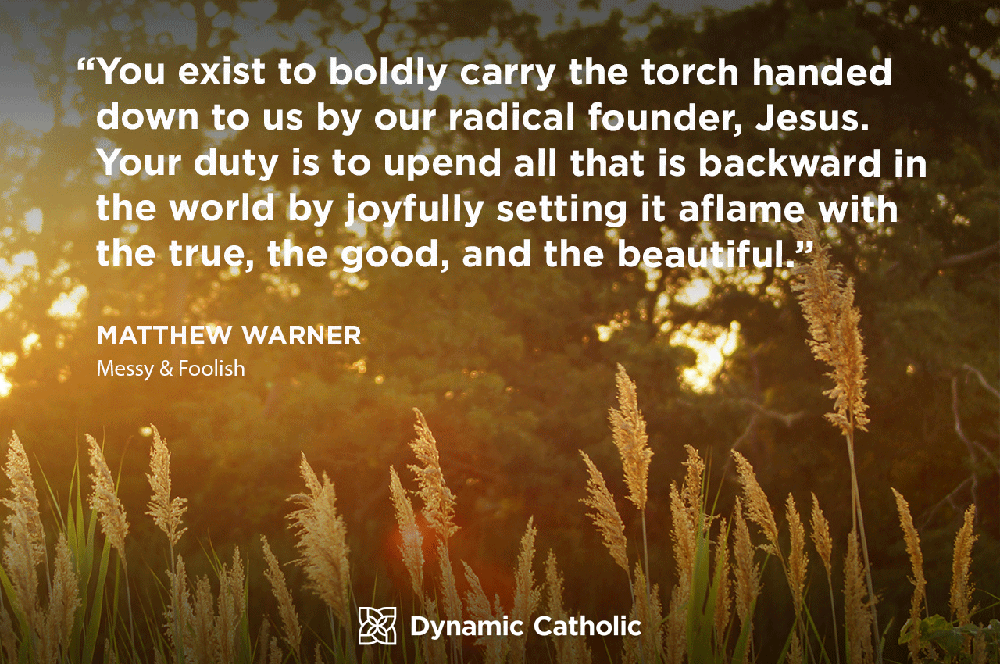 “You exist to boldly carry the torch handed
down to us by our radical founder, Jesus.
Your duty is to upend all that is backward in
the world by joyfully setting it aflame with
the true, the good, and the beautiful.”
MATTHEW WARNER
Messy & Foolish
Dynamic Catholic